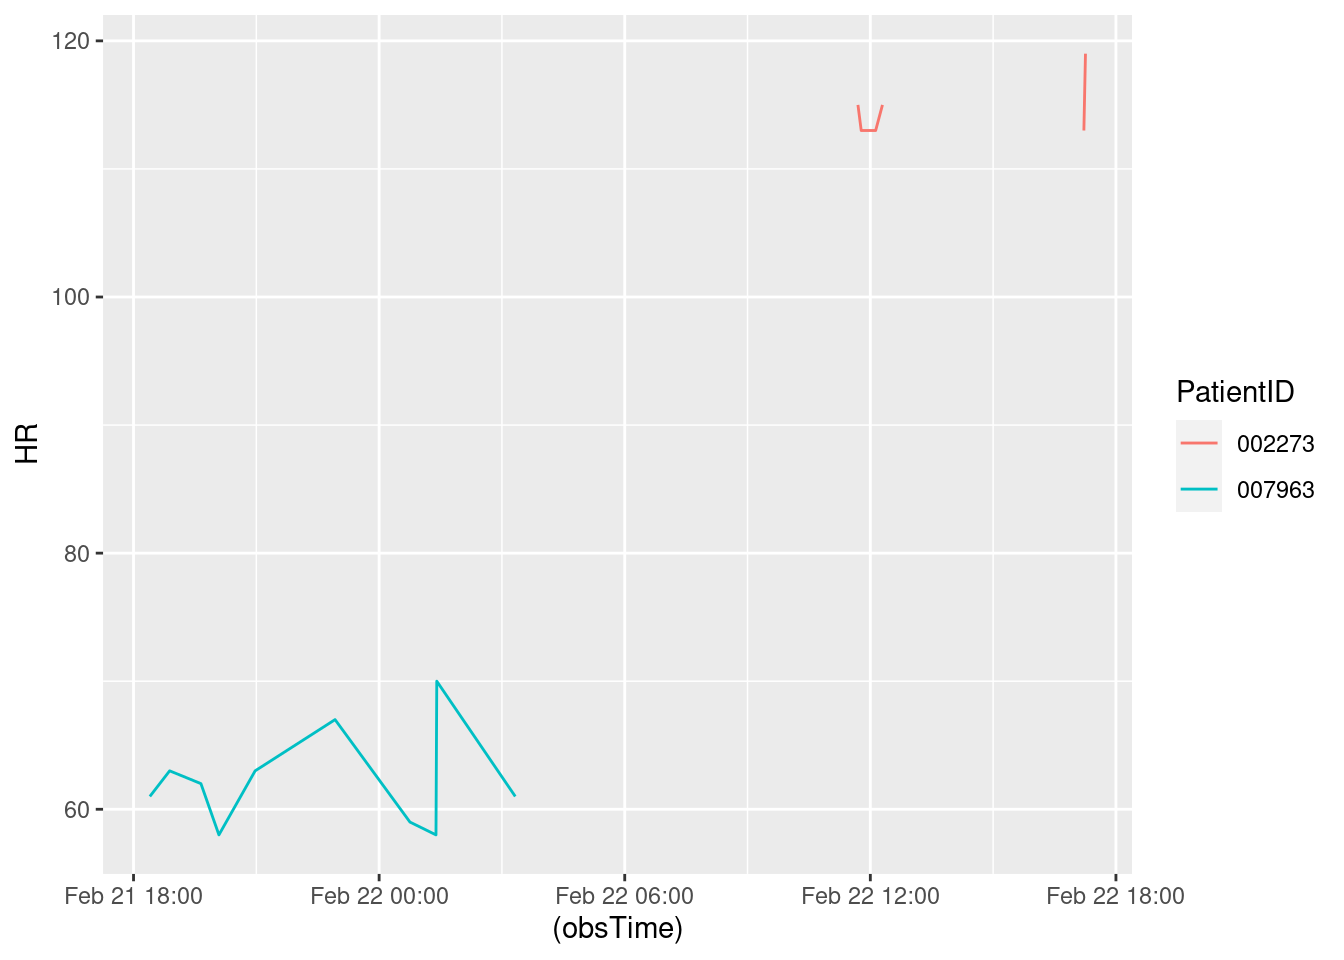 120
100
80
60
HR
Feb 21 18:00
Feb 22 00:00
Feb 22 06:00
Feb 22 12:00
Feb 22 18:00
(obsTime)
PatientID
002273
007963